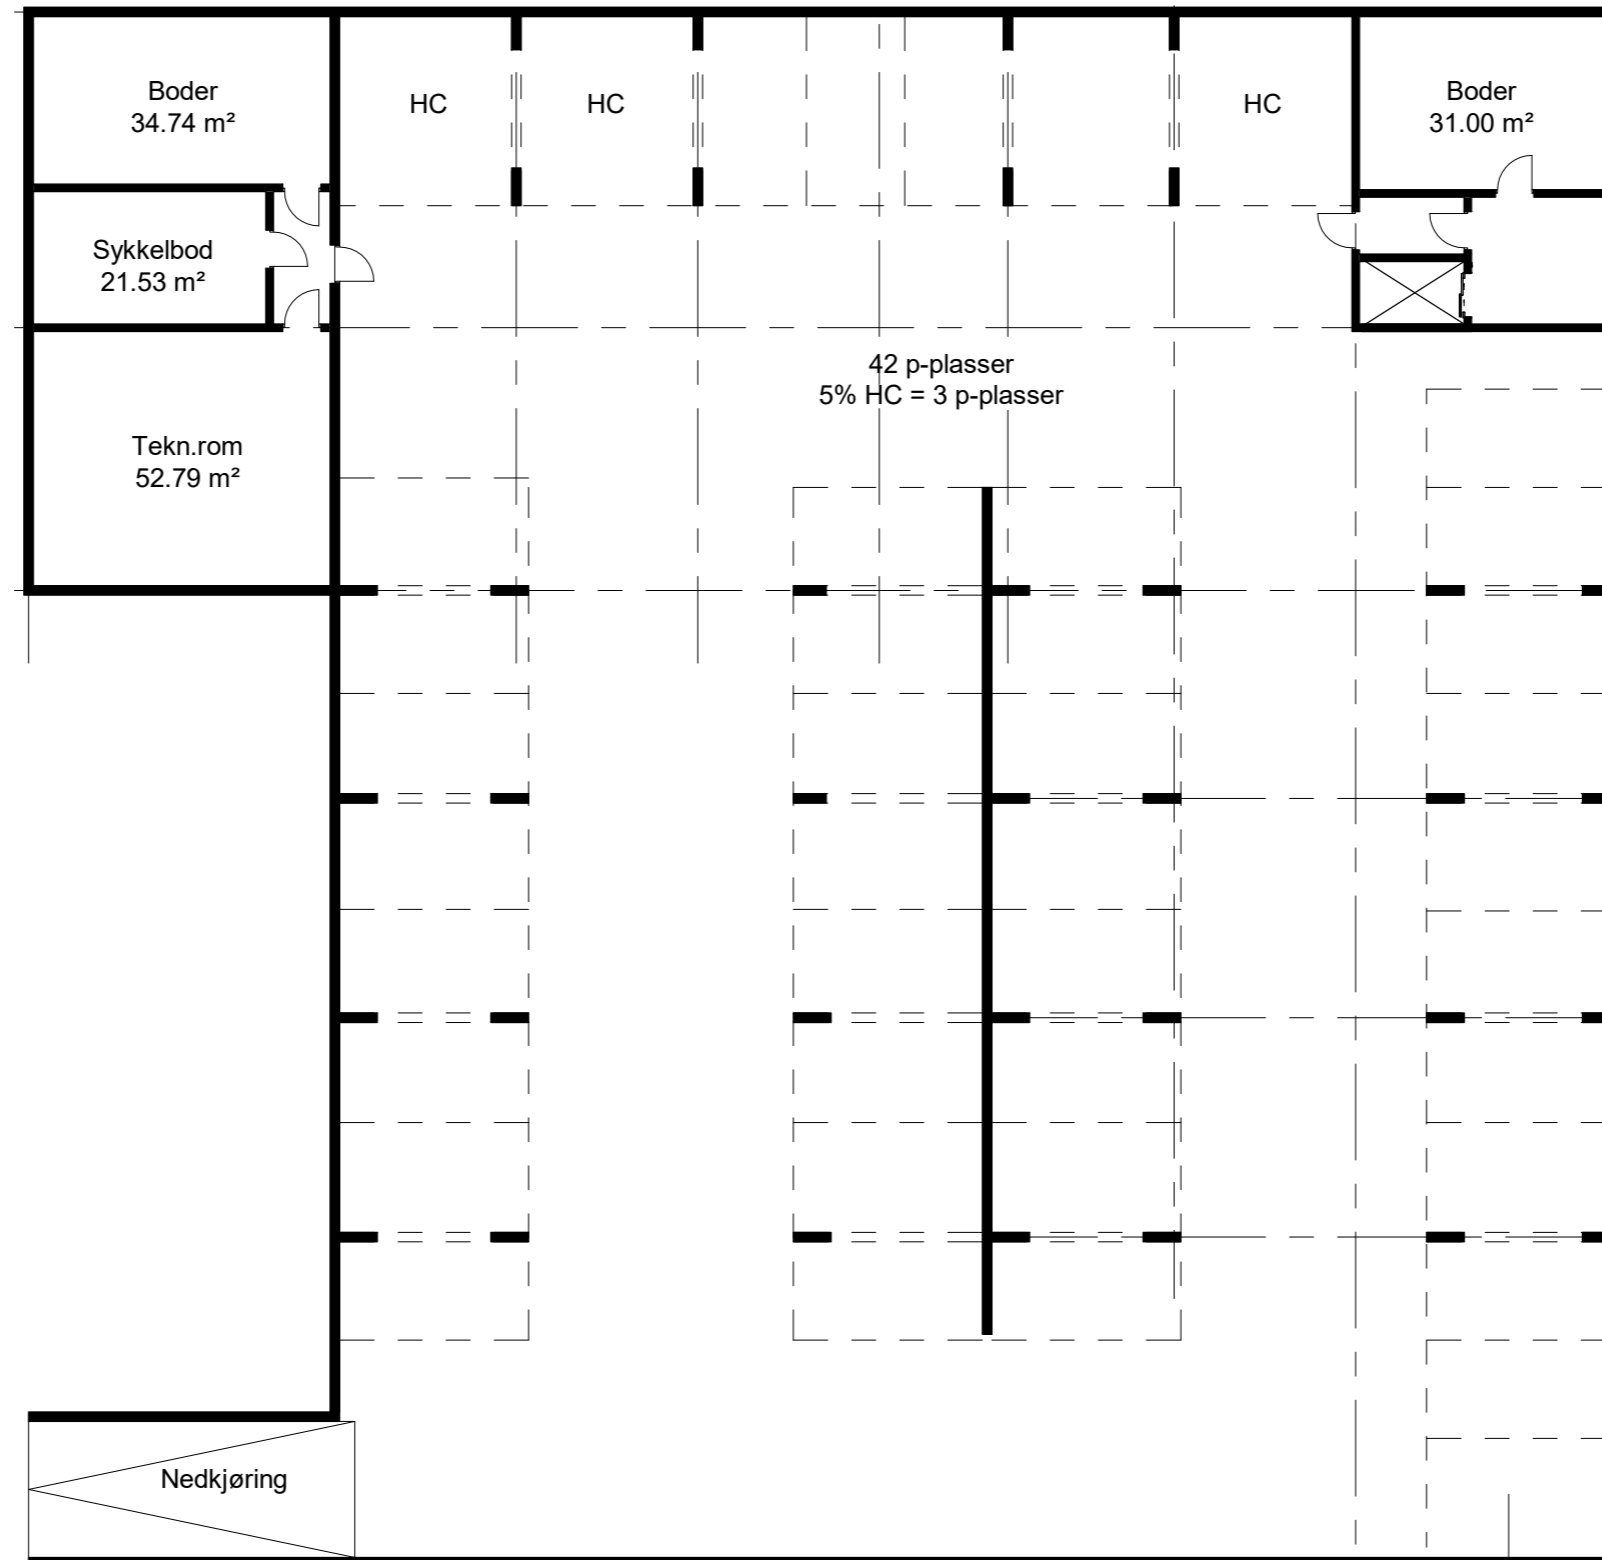 Boder
34.74 m²
HC
HC
HC
Boder
31.00 m²
Sykkelbod
21.53 m²
42 p-plasser
5% HC = 3 p-plasser
Tekn.rom
52.79 m²
Nedkjøring